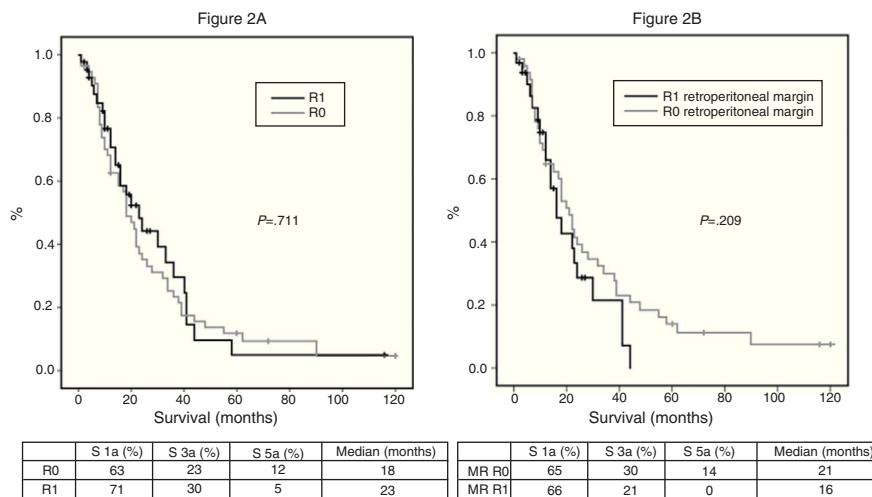 Figure 2A
1.0
0.8
0.6
0.4
0.2
0.0
%
R1
R0
P=.711
0 20 40 60 80 100 120
Survival (months)
S 1a (%) S 3a (%) S 5a (%) Median (months)
R0 63 23 12 18
R1 71 30 5 23
Figure 2B
1.0
0.8
0.6
0.4
0.2
0.0
%
R1 retroperitoneal margin
R0 retroperitoneal margin
P=.209
0 20 40 60 80 100 120
Survival (months)
S 1a (%) S 3a (%) S 5a (%) Median (months)
MR R0 65 30 14 21
MR R1 66 21 0 16